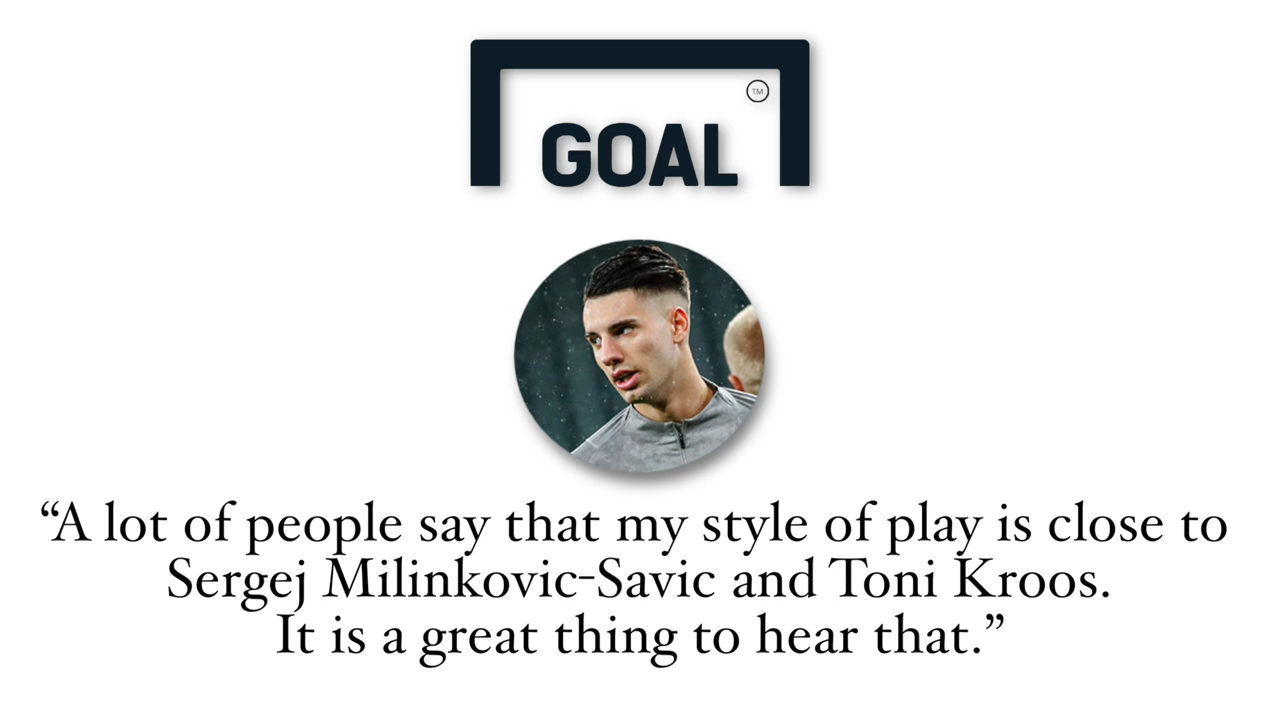 TM
GOAL
“A lot of people say that my style of play is close to
Sergej Milinkovic-Savic and Toni Kroos.
It is a great thing to hear that.”